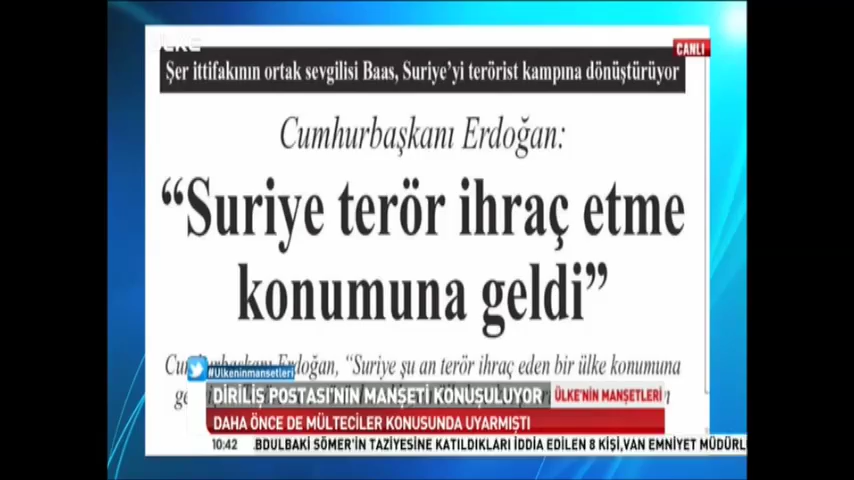 ÜLKE
CANLI
Şer ittifakının ortak sevgilisi Baas, Suriye'yi terörist kampına dönüştürüyor
Cumhurbaşkanı Erdoğan:
“Suriye terör ihraç etme
konumuna geldi”
Cumhurbaşkanı Erdoğan, “Suriye şu an terör ihraç eden bir ülke konumuna
#Ulkeninmansetleri
DİRİLİŞ POSTASI'NIN MANŞETİ KONUŞULUYOR
ÜLKE'NİN MANŞETLERİ
DAHA ÖNCE DE MÜLTECİLER KONUSUNDA UYARMIŞTI
10:42 BDULBAKİ SÖMER'İN TAZİYESİNE KATILDIKLARI İDDİA EDİLEN 8 KİŞİ,VAN EMNİYET MÜDÜRL